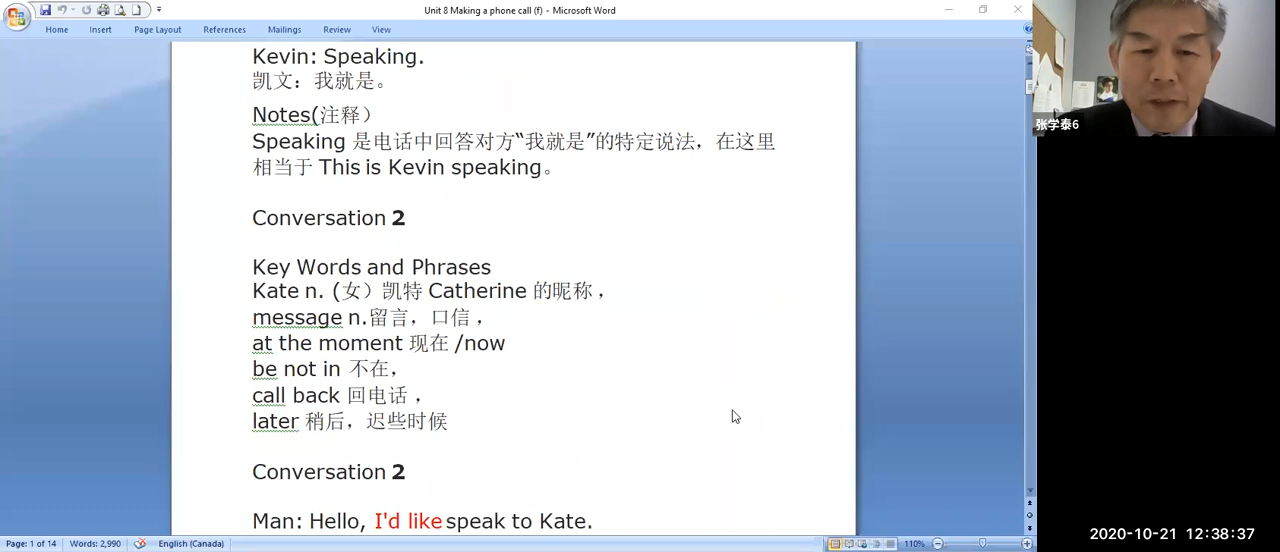 Unit 8 Making a phone call (f) - Microsoft Word
Home Insert Page Layout References Mailings Review View
Kevin: Speaking.
凯文：我就是。
Notes(注释）
Speaking 是电话中回答对方“我就是”的特定说法，在这里
相当于 This is Kevin speaking。
Conversation 2
Key Words and Phrases
Kate n. (女）凯特 Catherine 的昵称 ,
message n.留言，口信 ,
at the moment 现在 /now
be not in 不在,
call back 回电话 ,
later 稍后，迟些时候
Conversation 2
Man: Hello, I'd like speak to Kate.
张学泰6
Page: 1 of 14 Words: 2,990 English (Canada) 110%
2020-10-21 12:38:37